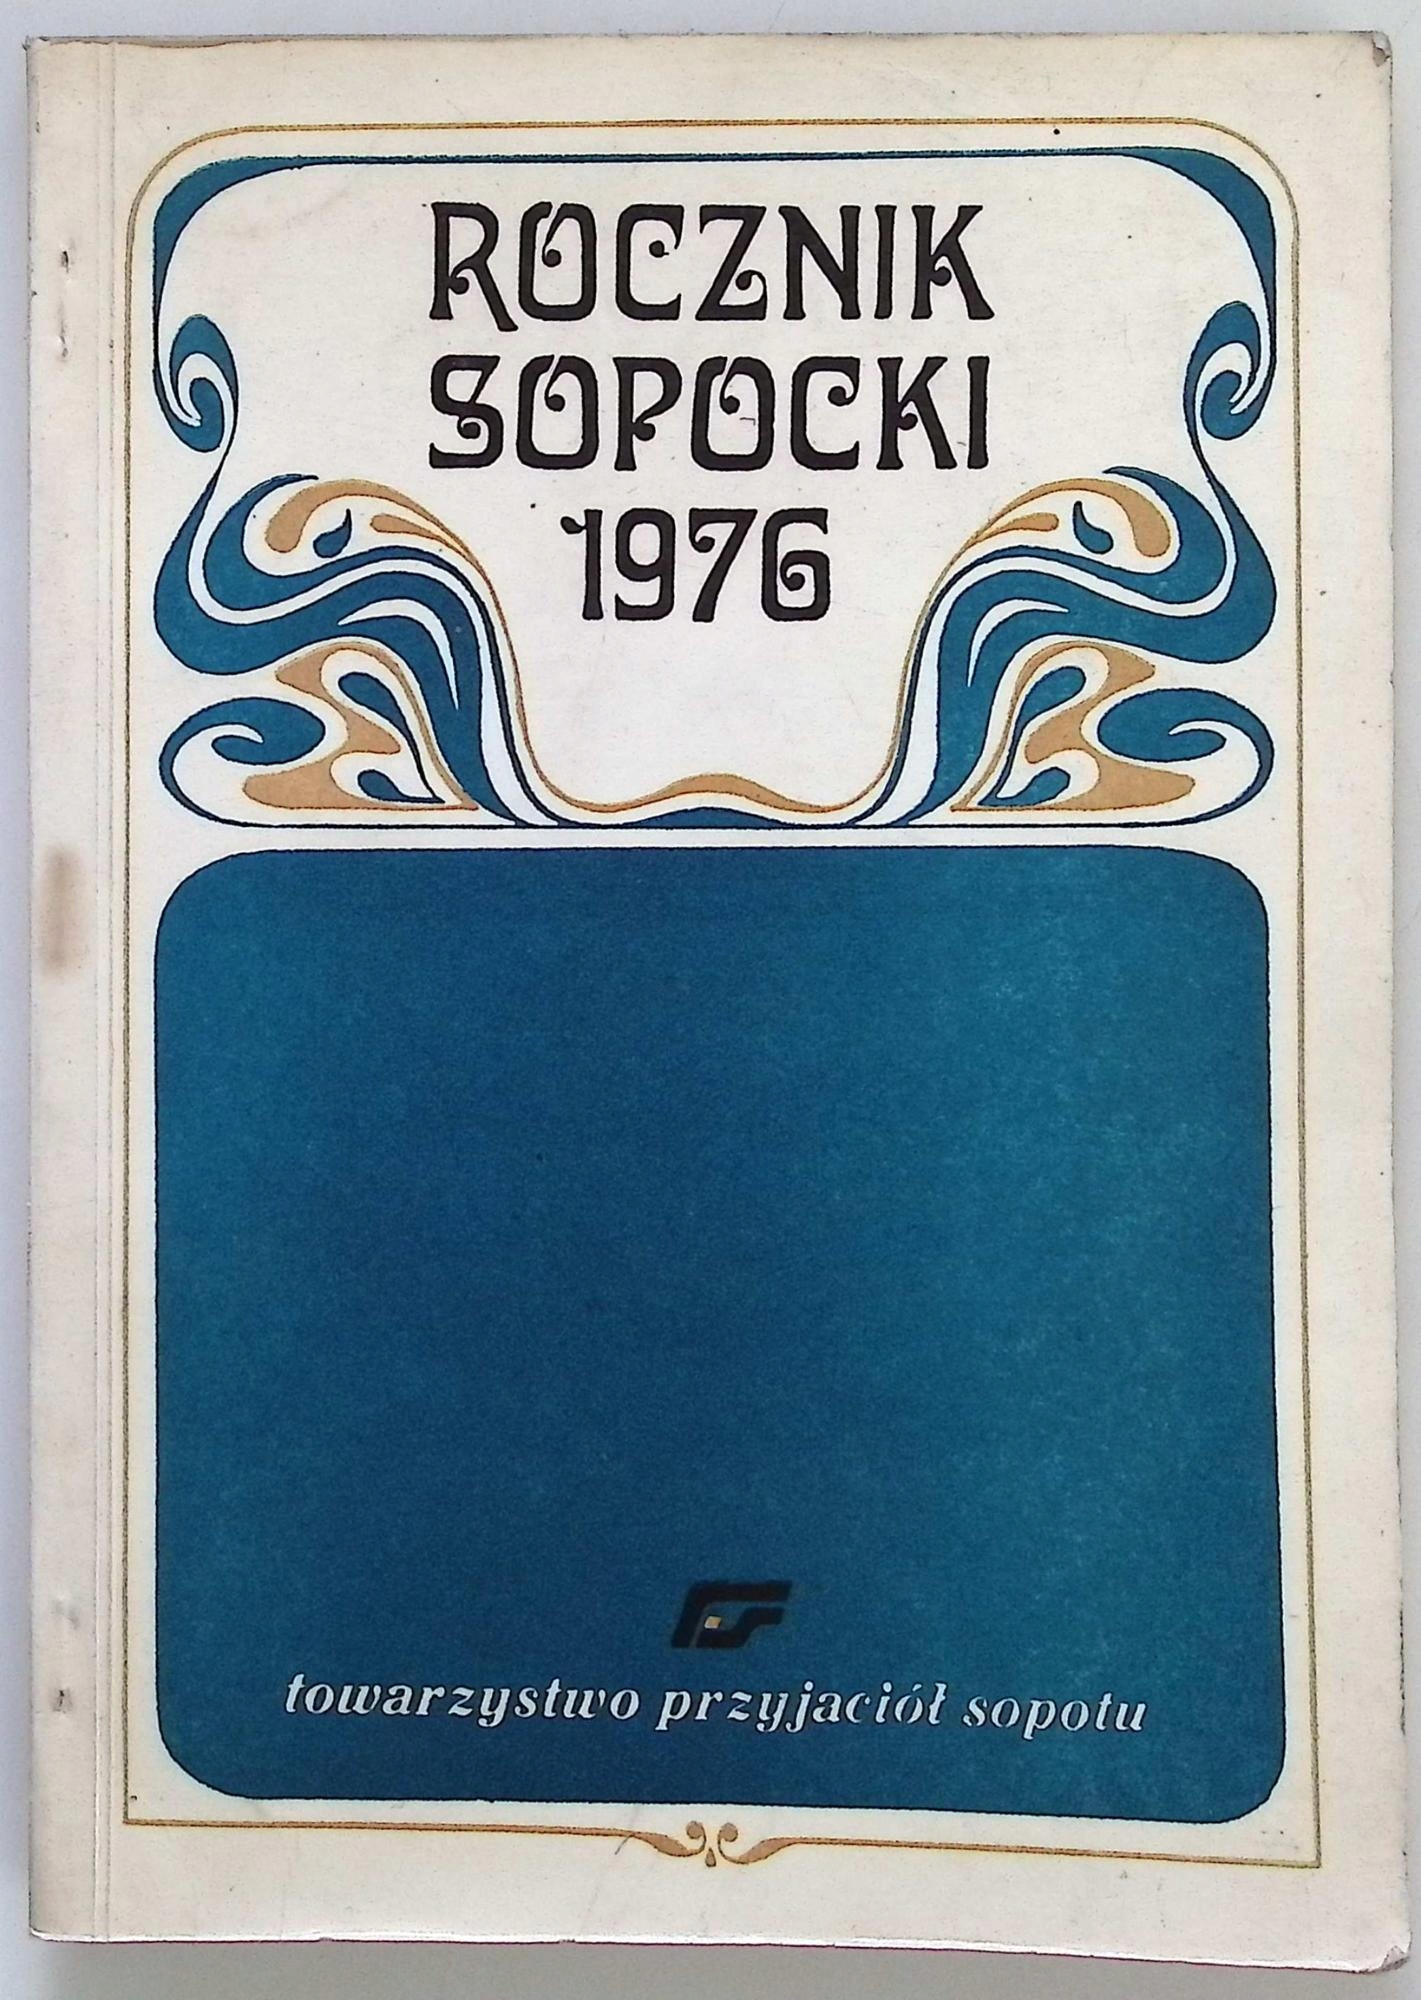 ROCZNIK
SOPOCKI
1976
towarzystwo przyjaciół sopotu